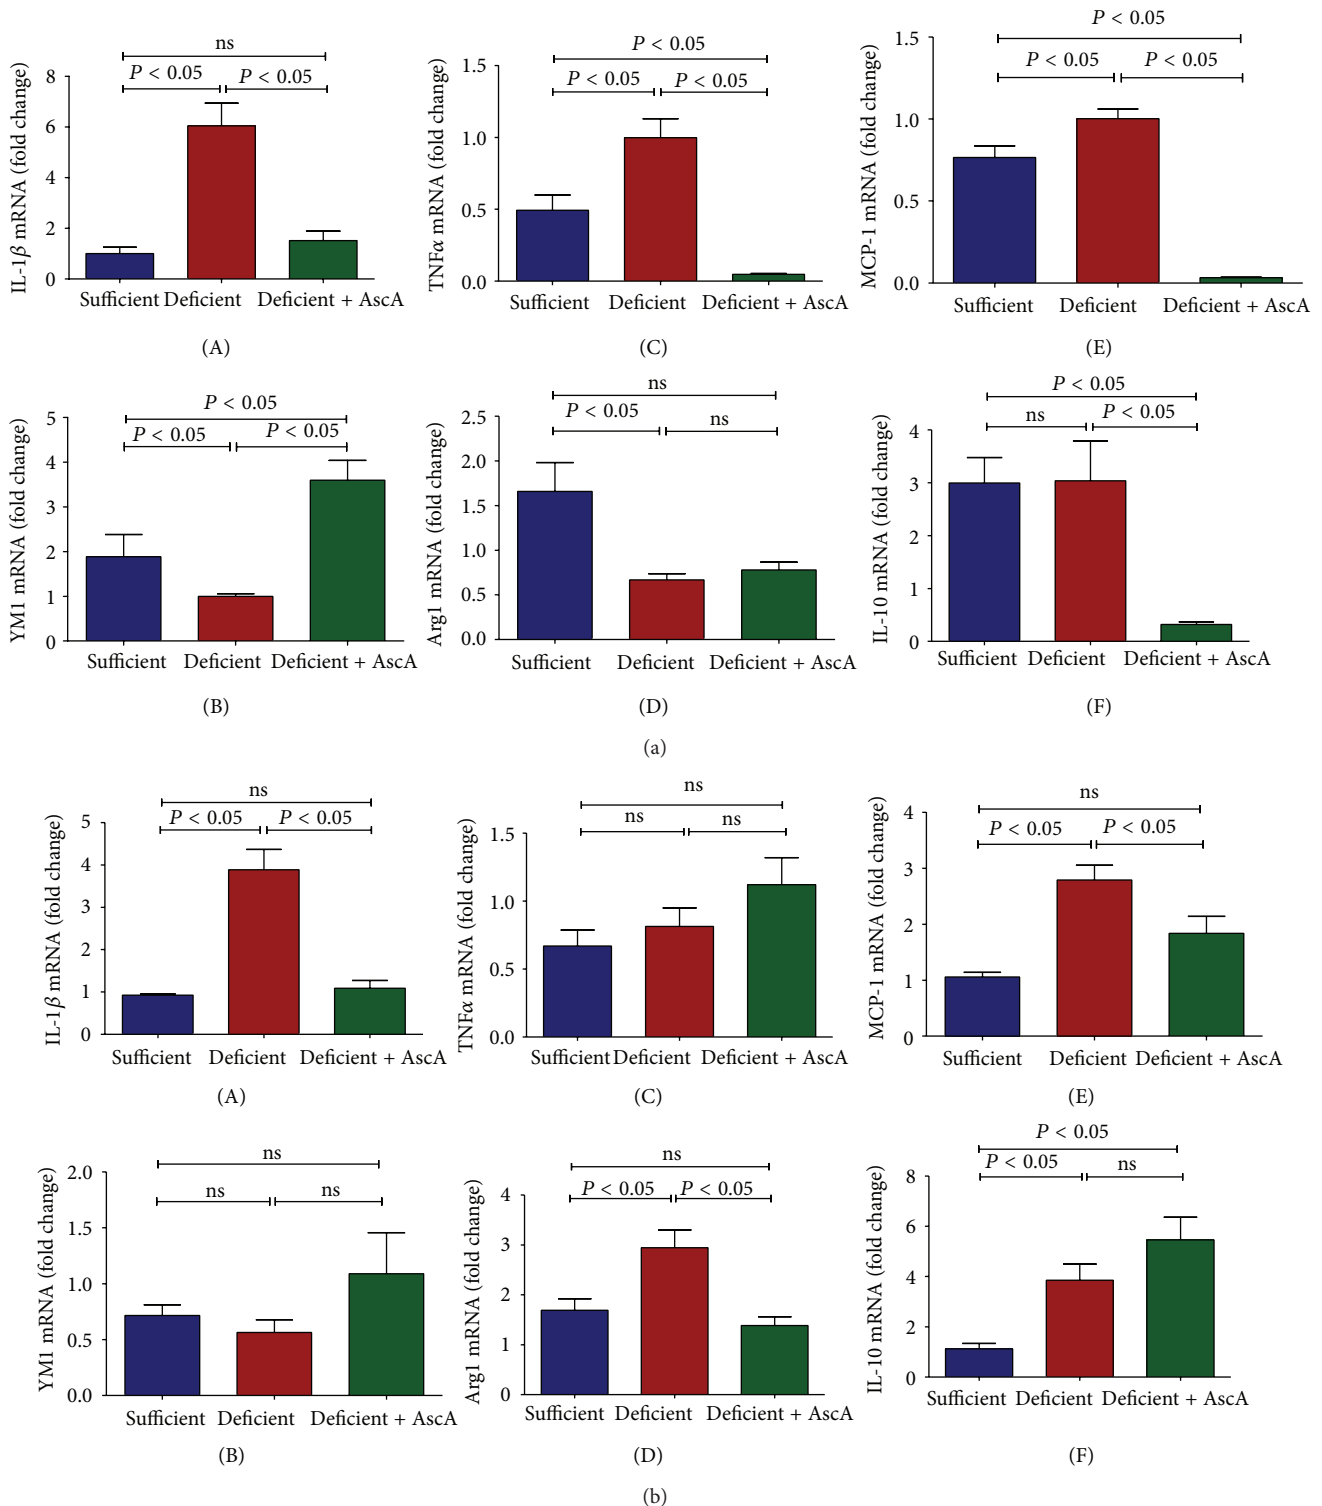 ns
P < 0.05
P < 0.05
IL-1β mRNA (fold change)
8
6
4
2
0
Sufficient Deficient Deficient + AscA
(A)
P < 0.05
P < 0.05
P < 0.05
TNFα mRNA (fold change)
1.5
1.0
0.5
0.0
Sufficient Deficient Deficient + AscA
(C)
P < 0.05
P < 0.05
P < 0.05
MCP-1 mRNA (fold change)
1.5
1.0
0.5
0.0
Sufficient Deficient Deficient + AscA
(E)
P < 0.05
P < 0.05
P < 0.05
YM1 mRNA (fold change)
5
4
3
2
1
0
Sufficient Deficient Deficient + AscA
(B)
ns
P < 0.05
ns
Arg1 mRNA (fold change)
2.5
2.0
1.5
1.0
0.5
0.0
Sufficient Deficient Deficient + AscA
(D)
P < 0.05
ns
P < 0.05
IL-10 mRNA (fold change)
4
3
2
1
0
Sufficient Deficient Deficient + AscA
(F)
(a)
ns
P < 0.05
P < 0.05
IL-1β mRNA (fold change)
5
4
3
2
1
0
Sufficient Deficient Deficient + AscA
(A)
ns
ns
ns
TNFα mRNA (fold change)
1.5
1.0
0.5
0.0
Sufficient Deficient Deficient + AscA
(C)
ns
P < 0.05
P < 0.05
MCP-1 mRNA (fold change)
4
3
2
1
0
Sufficient Deficient Deficient + AscA
(E)
ns
ns
ns
YM1 mRNA (fold change)
2.0
1.5
1.0
0.5
0.0
Sufficient Deficient Deficient + AscA
(B)
ns
P < 0.05
P < 0.05
Arg1 mRNA (fold change)
4
3
2
1
0
Sufficient Deficient Deficient + AscA
(D)
P < 0.05
P < 0.05
ns
IL-10 mRNA (fold change)
8
6
4
2
0
Sufficient Deficient Deficient + AscA
(F)
(b)